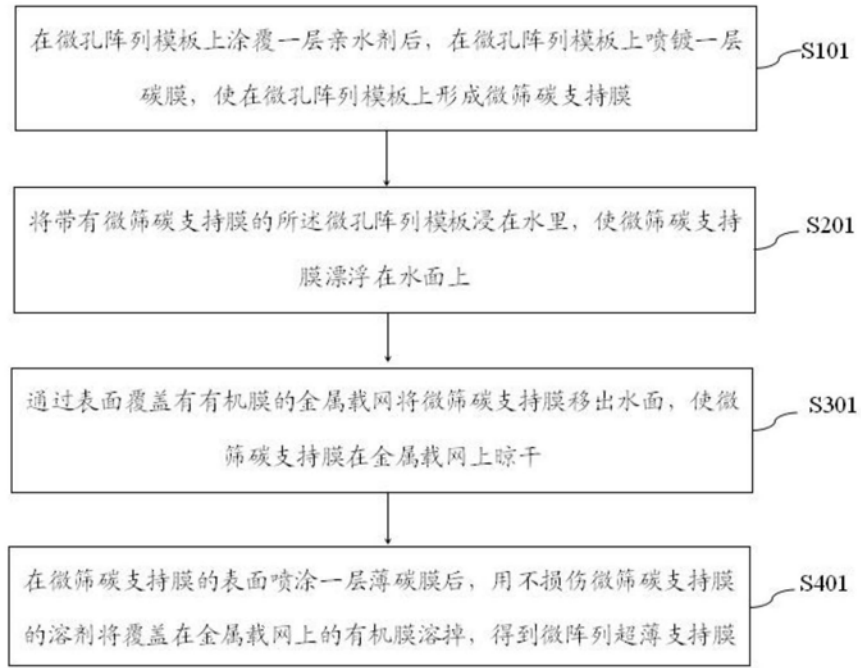 在微孔阵列模板上涂覆一层亲水剂后，在微孔阵列模板上喷镀一层
碳膜，使在微孔阵列模板上形成微筛碳支持膜
S101
将带有微筛碳支持膜的所述微孔阵列模板浸在水里，使微筛碳支持
膜漂浮在水面上
S201
通过表面覆盖有有机膜的金属载网将微筛碳支持膜移出水面，使微
筛碳支持膜在金属载网上晾干
S301
在微筛碳支持膜的表面喷涂一层薄碳膜后，用不损伤微筛碳支持膜
的溶剂将覆盖在金属载网上的有机膜溶掉，得到微阵列超薄支持膜
S401